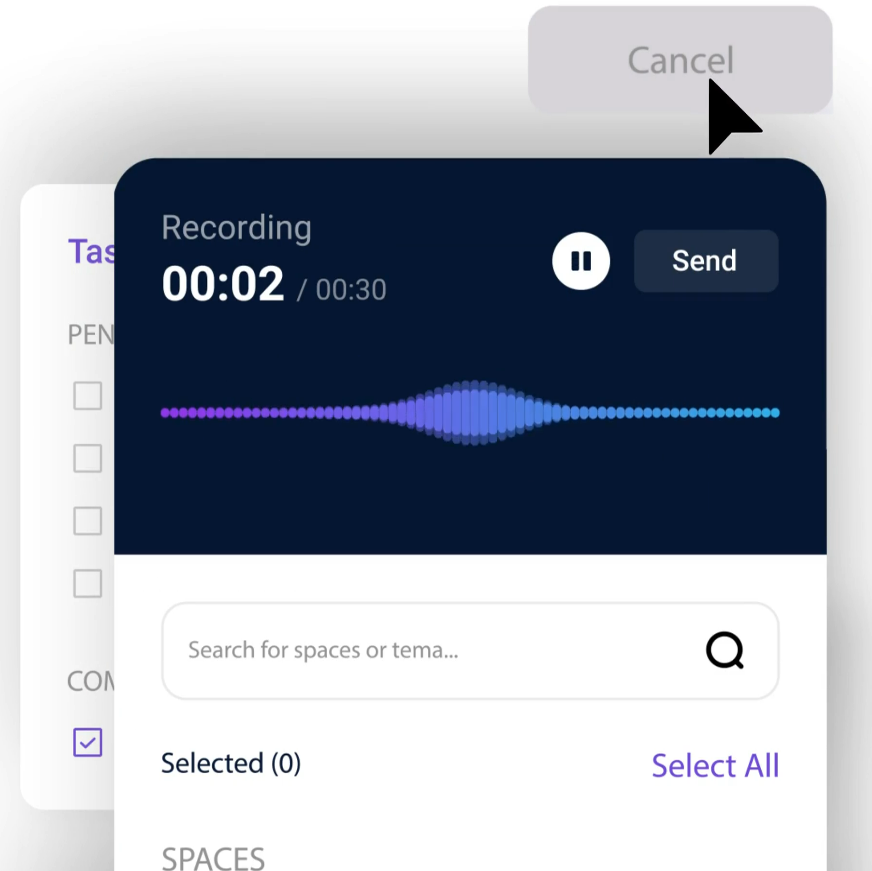 Cancel
Recording
00:02 / 00:30
Send
Tas
PEN
COM
Search for spaces or tema...
Selected (0)
Select All
SPACES